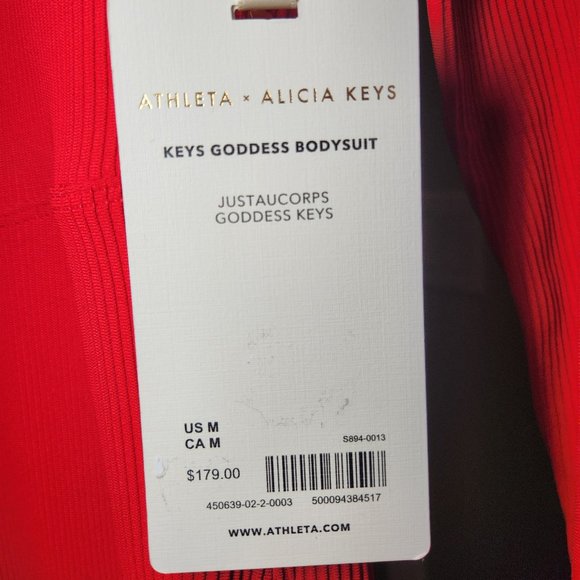 ATHLETA × ALICIA KEYS
KEYS GODDESS BODYSUIT
JUSTAUCORPS
GODDESS KEYS
US M
CA M
S894-0013
$179.00
450639-02-2-0003 500094384517
WWW.ATHLETA.COM